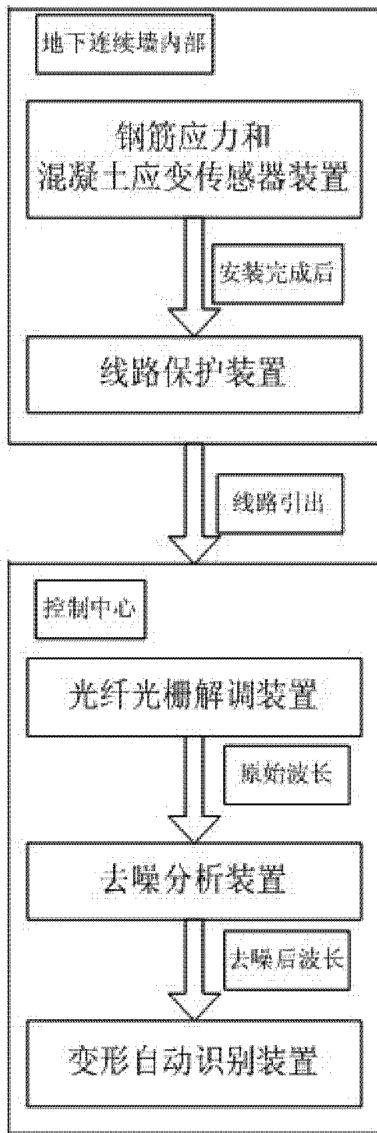 地下连续墙内部
钢筋应力和
混凝土应变传感器装置
安装完成后
线路保护装置
线路引出
控制中心
光纤光栅解调装置
原始波长
去噪分析装置
去噪后波长
变形自动识别装置